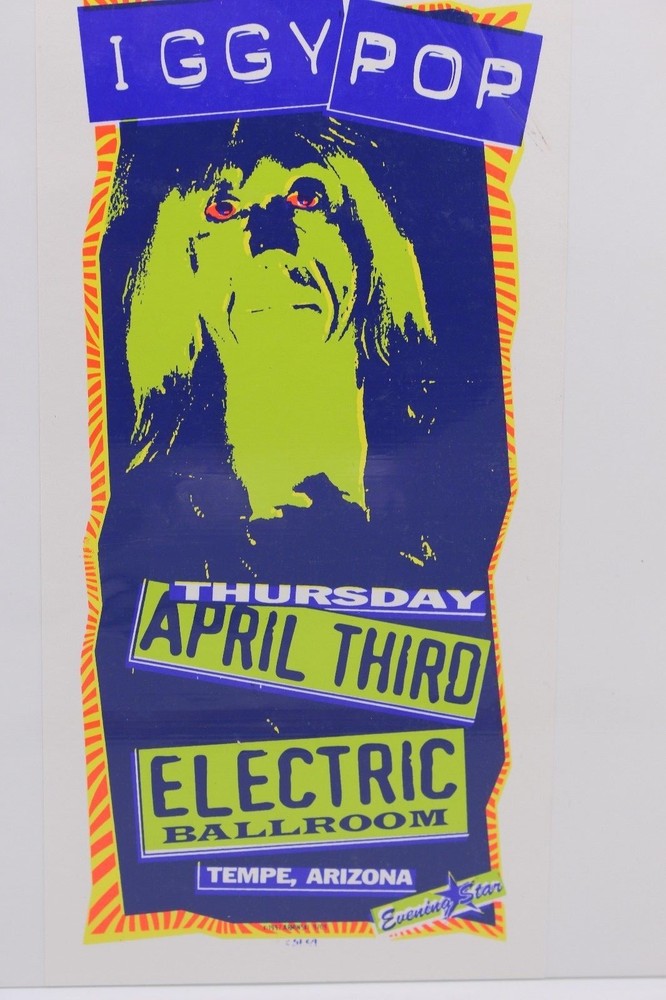 IGGY POP
THURSDAY
APRIL THIRD
ELECTRIC
BALLROOM
TEMPE, ARIZONA
Evening Star